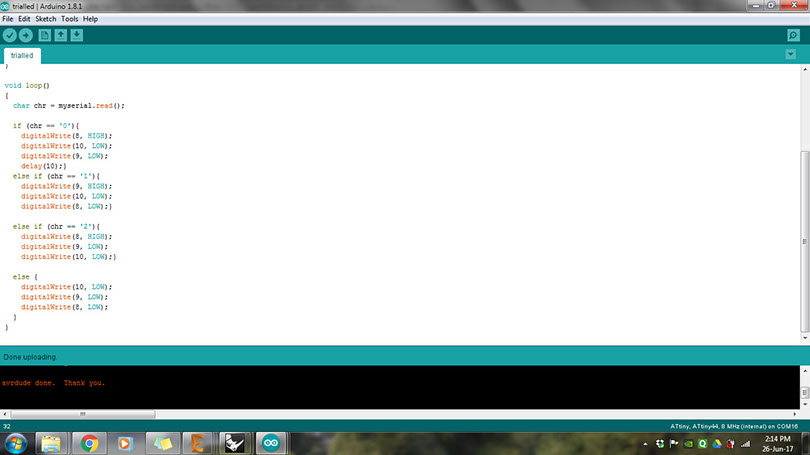 trialled | Arduino 1.8.1
File Edit Sketch Tools Help
trialled
}
void loop()
{
char chr = myserial.read();
if (chr == '0'){
digitalWrite(8, HIGH);
digitalWrite(10, LOW);
digitalWrite(9, LOW);
delay(10);}
else if (chr == '1'){
digitalWrite(9, HIGH);
digitalWrite(10, LOW);
digitalWrite(8, LOW);}
else if (chr == '2'){
digitalWrite(8, HIGH);
digitalWrite(9, LOW);
digitalWrite(10, LOW);}
else {
digitalWrite(10, LOW);
digitalWrite(9, LOW);
digitalWrite(8, LOW);
}
}
Done uploading.
avrdude done.  Thank you.
32
ATtiny, ATtiny44, 8 MHz (internal) on COM16
2:14 PM
26-Jun-17